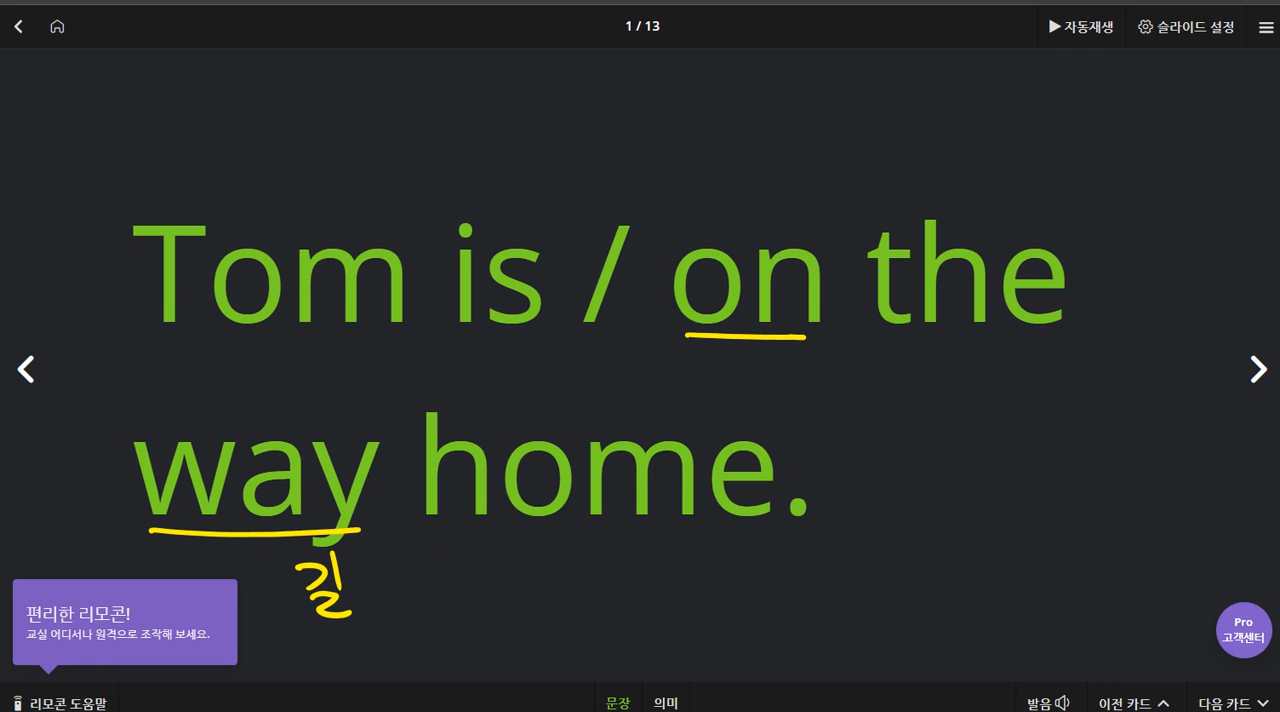 1 / 13
▶ 자동재생
슬라이드 설정
Tom is / on the
way home.
길
편리한 리모콘!
교실 어디서나 원격으로 조작해 보세요.
Pro
고객센터
리모콘 도움말
문장
의미
발음
이전 카드
다음 카드